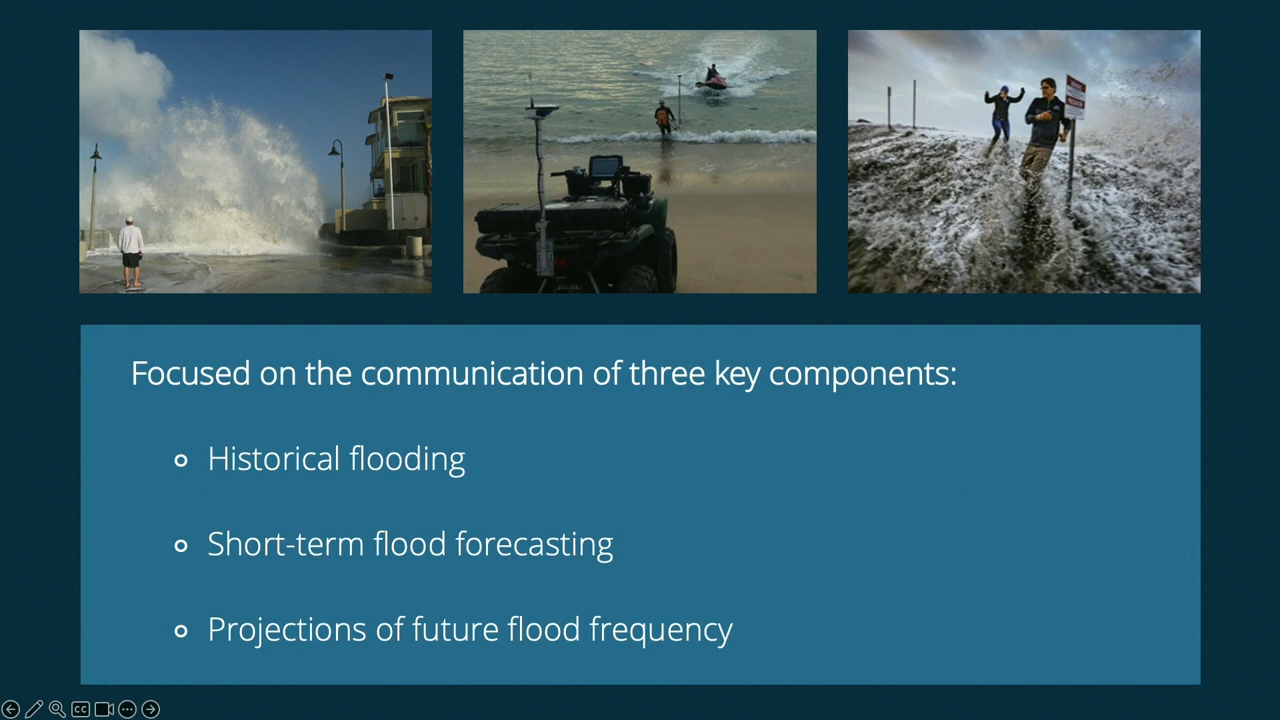 Focused on the communication of three key components:
Historical flooding
Short-term flood forecasting
Projections of future flood frequency
CC